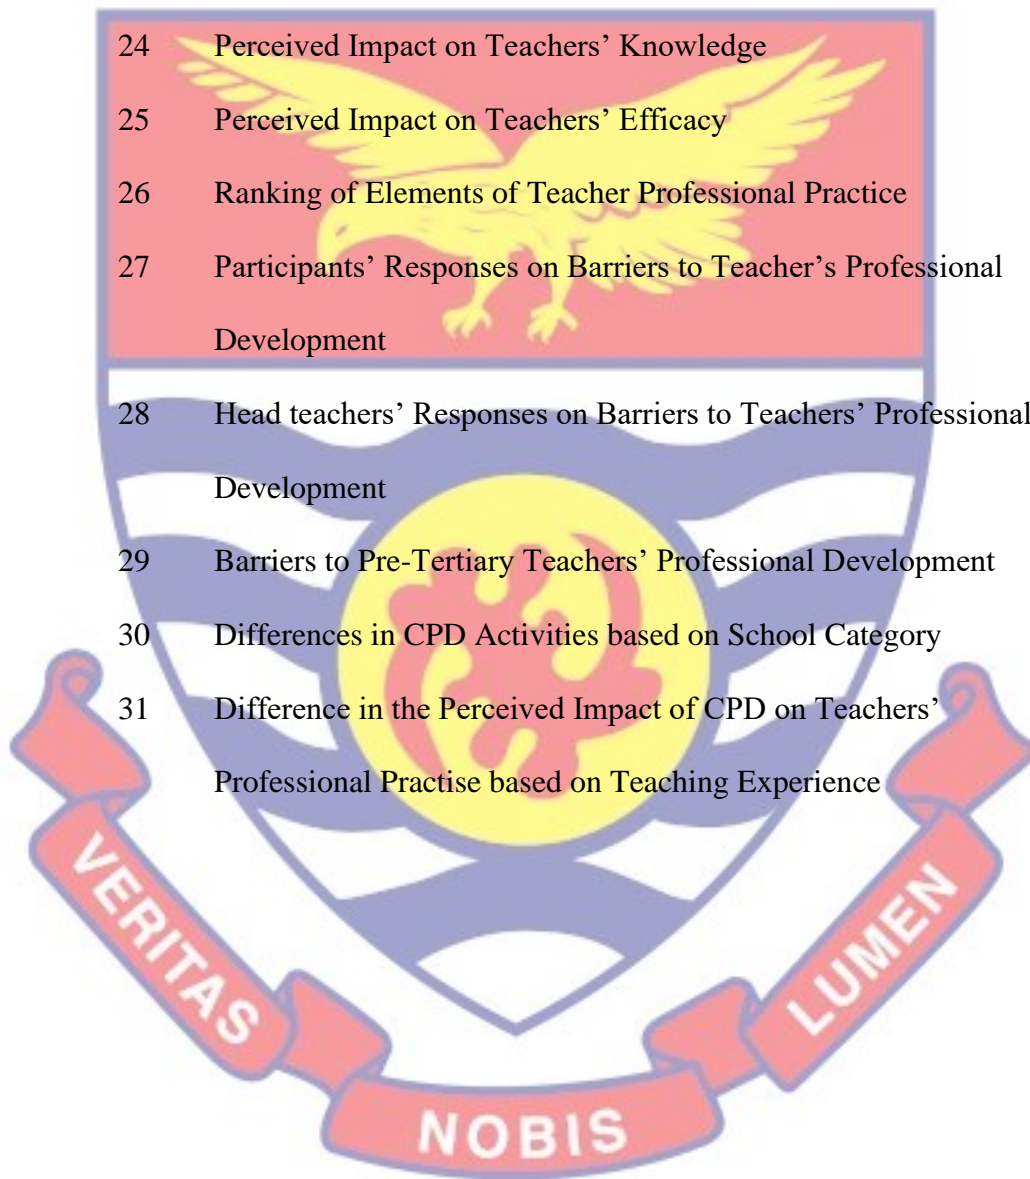 24 Perceived Impact on Teachers’ Knowledge
25 Perceived Impact on Teachers’ Efficacy
26 Ranking of Elements of Teacher Professional Practice
27 Participants’ Responses on Barriers to Teacher’s Professional
Development
28 Head teachers’ Responses on Barriers to Teachers’ Professional
Development
29 Barriers to Pre-Tertiary Teachers’ Professional Development
30 Differences in CPD Activities based on School Category
31 Difference in the Perceived Impact of CPD on Teachers’
Professional Practise based on Teaching Experience
VERITAS
NOBIS
LUMEN